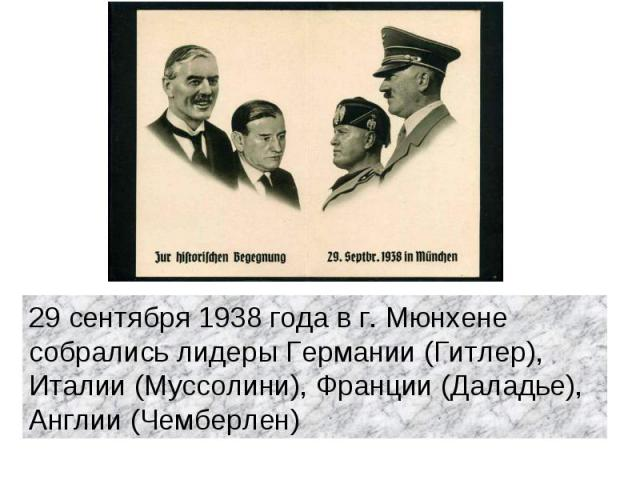 Zur historischen Begegnung
29. Septbr. 1938 in München
29 сентября 1938 года в г. Мюнхене
собрались лидеры Германии (Гитлер),
Италии (Муссолини), Франции (Даладье),
Англии (Чемберлен)